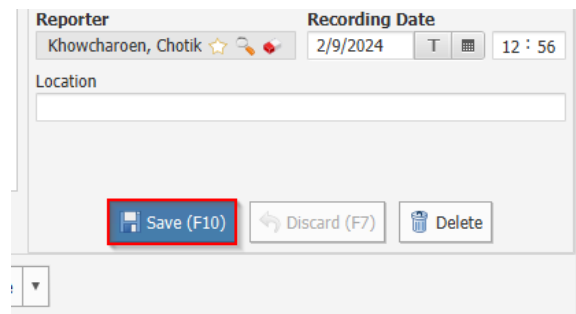 Reporter Recording Date
Khowcharoen, Chotik 2/9/2024 T 12 : 56
Location
Save (F10) Discard (F7) Delete